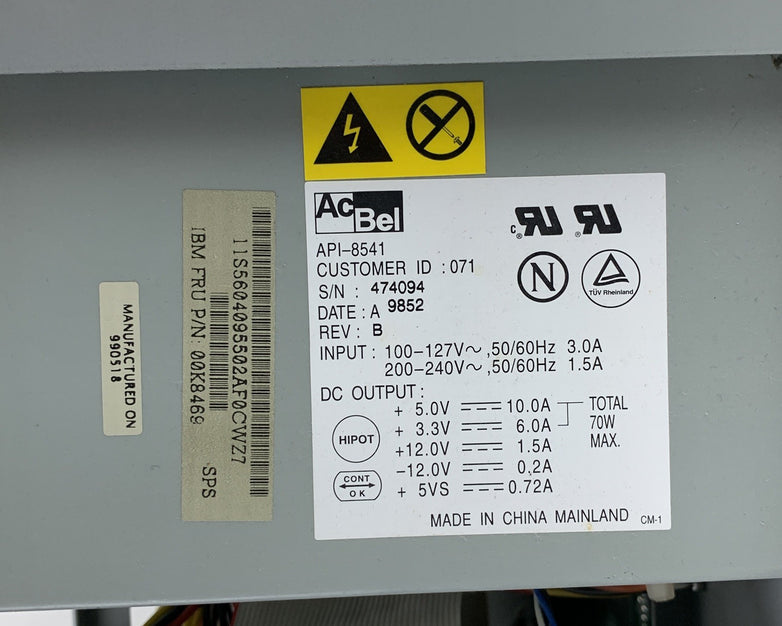 AcBel
API-8541
CUSTOMER ID : 071
S/N : 474094
DATE : A 9852
REV : B
INPUT : 100-127V~ ,50/60Hz 3.0A
200-240V~ ,50/60Hz 1.5A
DC OUTPUT :
+ 5.0V 10.0A
+ 3.3V 6.0A
TOTAL
70W
MAX.
+12.0V 1.5A
-12.0V 0.2A
+ 5VS 0.72A
HIPOT
CONT
OK
MADE IN CHINA MAINLAND CM-1
c RU ® RU ®
N
TÜV Rheinland
11S5604095502AF0CWZ7
IBM FRU P/N: 00K8469
SPS
MANUFACTURED ON
990518